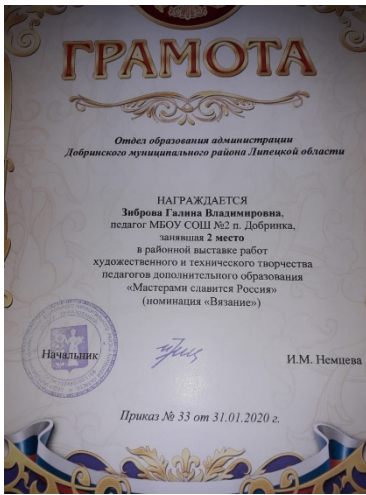 ГРАМОТА
Отдел образования администрации
Добринского муниципального района Липецкой области
НАГРАЖДАЕТСЯ
Зиброва Галина Владимировна,
педагог МБОУ СОШ №2 п. Добринка,
занявшая 2 место
в районной выставке работ
художественного и технического творчества
педагогов дополнительного образования
«Мастерами славится Россия»
(номинация «Вязание»)
Начальник
И.М. Немцева
Приказ № 33 от 31.01.2020 г.